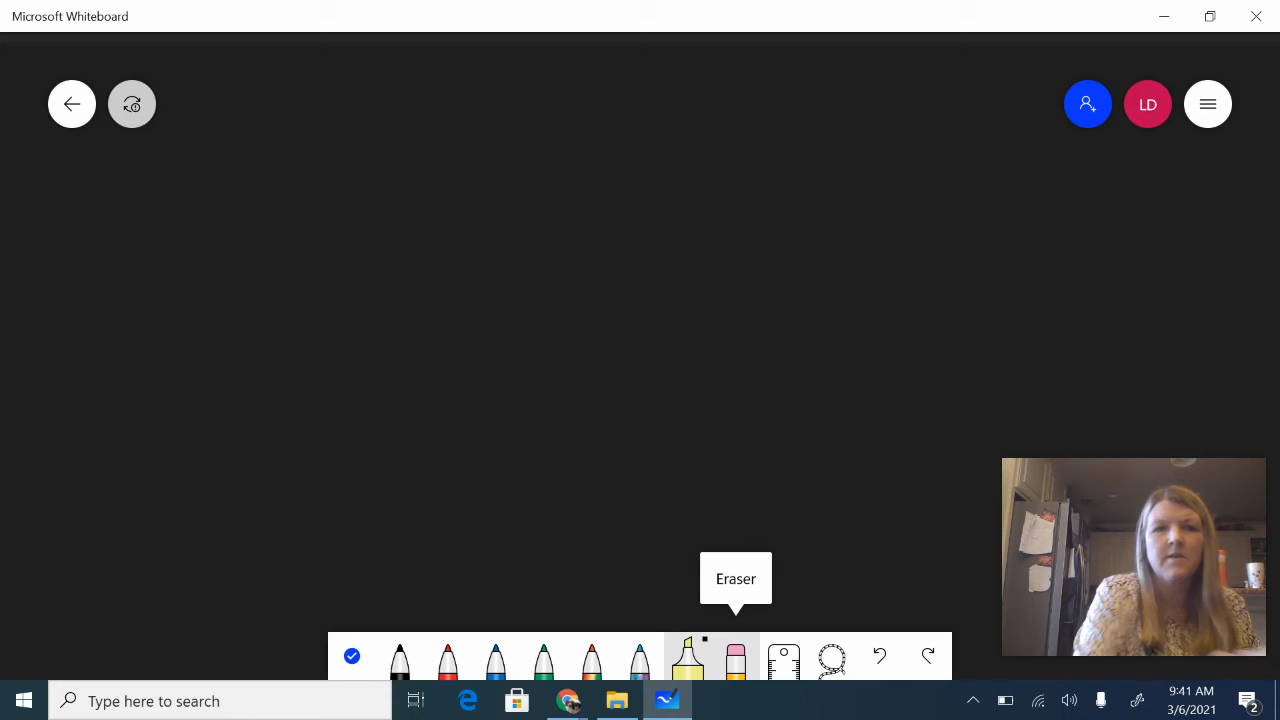 Microsoft Whiteboard
LD
Eraser
Type here to search
9:41 AM
3/6/2021
2